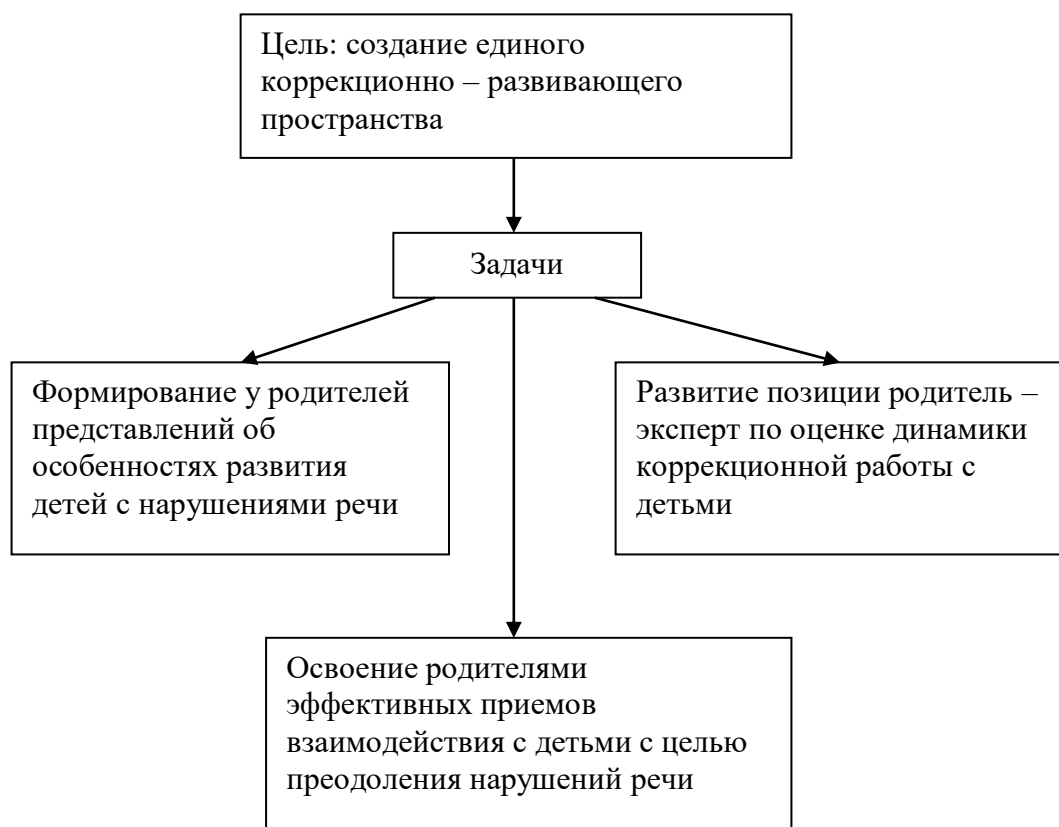 Цель: создание единого
коррекционно – развивающего
пространства
Задачи
Формирование у родителей
представлений об
особенностях развития
детей с нарушениями речи
Развитие позиции родитель –
эксперт по оценке динамики
коррекционной работы с
детьми
Освоение родителями
эффективных приемов
взаимодействия с детьми с целью
преодоления нарушений речи